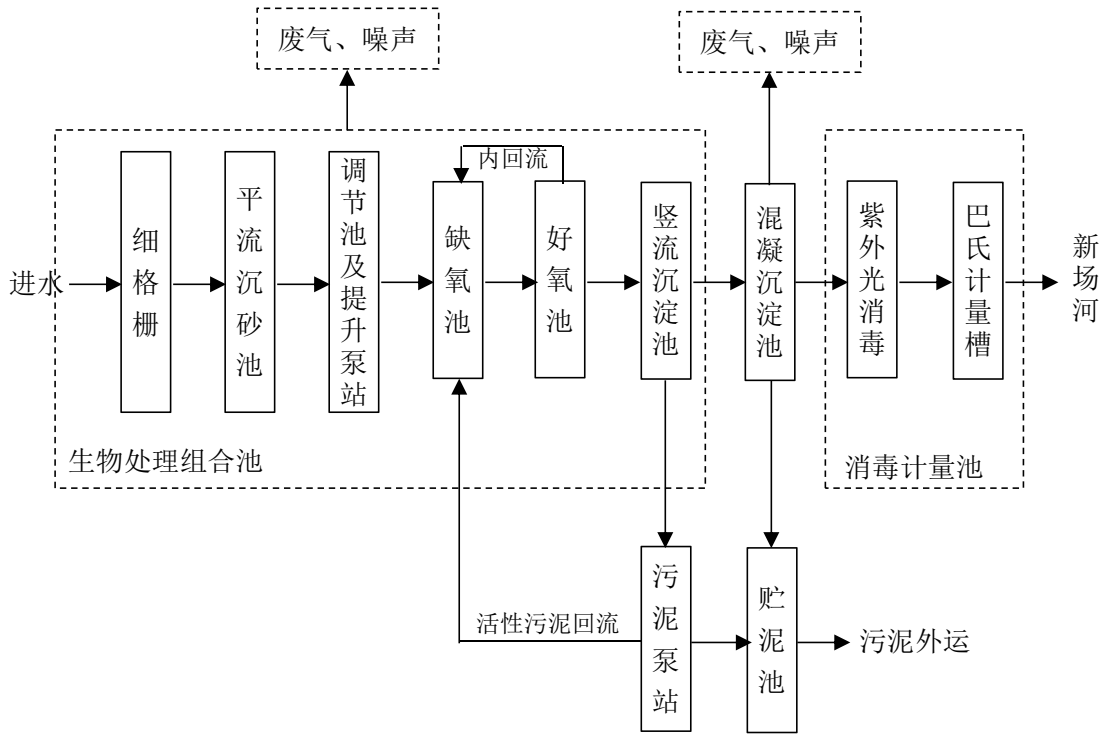 废气、噪声
废气、噪声
进水
细格栅
平流沉砂池
调节池及提升泵站
内回流
缺氧池
好氧池
竖流沉淀池
混凝沉淀池
紫外光消毒
巴氏计量槽
新场河
生物处理组合池
消毒计量池
活性污泥回流
污泥泵站
贮泥池
污泥外运